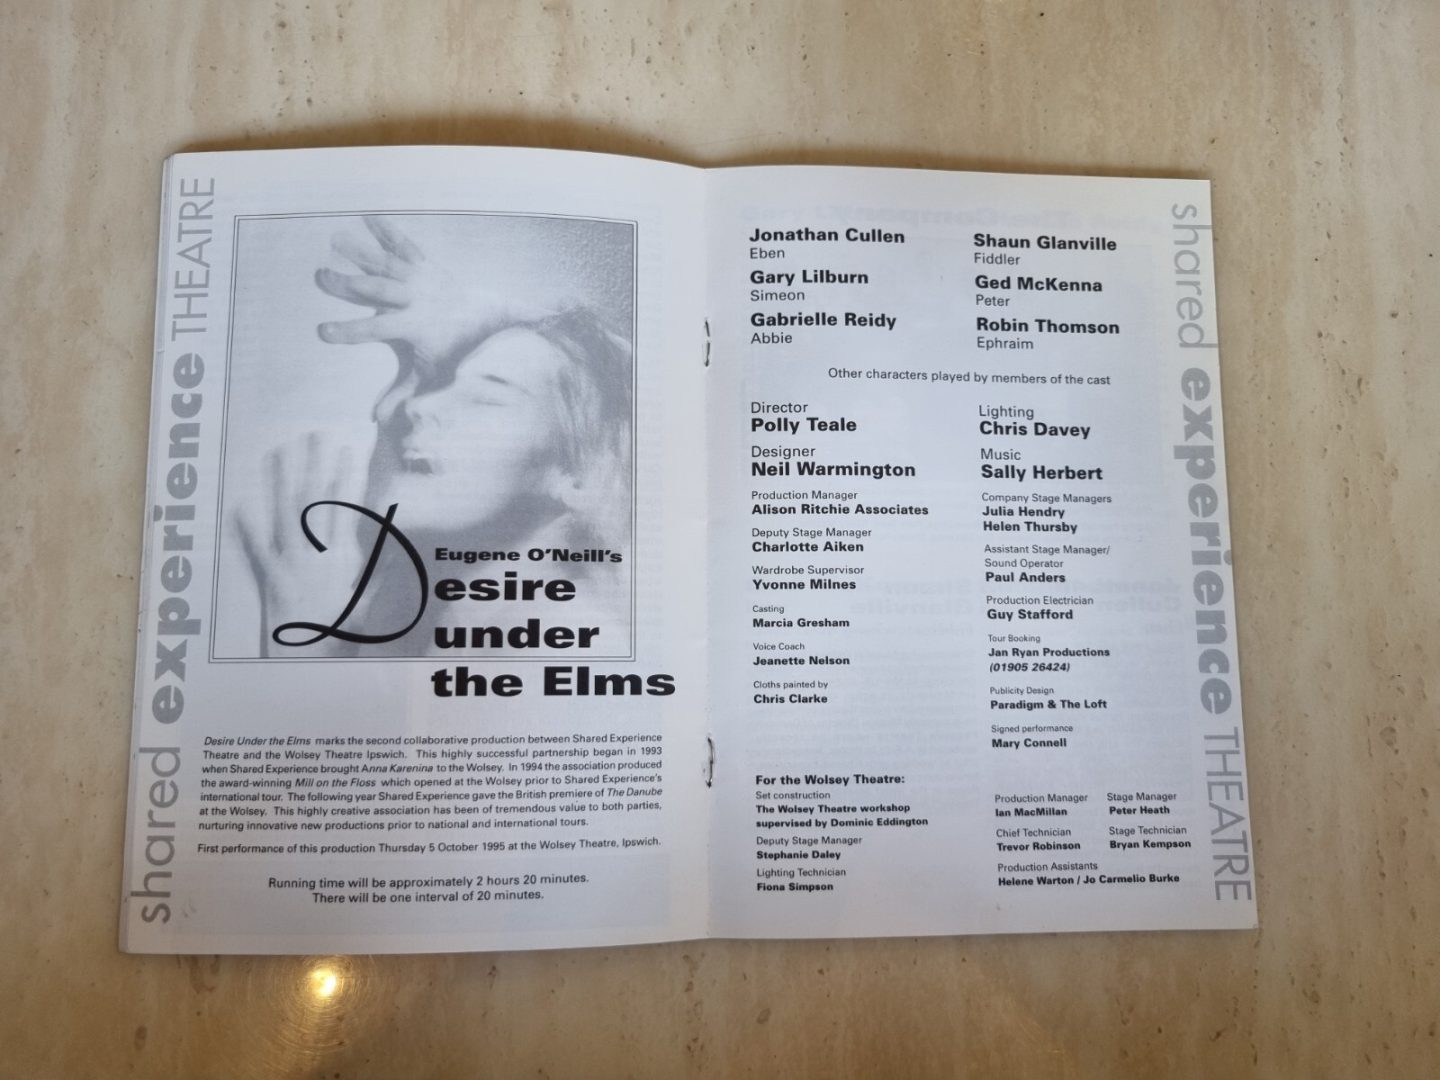 shared experience THEATRE
Eugene O'Neill's
Desire
under
the Elms
Desire Under the Elms marks the second collaborative production between Shared Experience
Theatre and the Wolsey Theatre Ipswich. This highly successful partnership began in 1993
when Shared Experience brought Anna Karenina to the Wolsey. In 1994 the association produced
the award-winning Mill on the Floss which opened at the Wolsey prior to Shared Experience's
international tour. The following year Shared Experience gave the British premiere of The Danube
at the Wolsey. This highly creative association has been of tremendous value to both parties,
nurturing innovative new productions prior to national and international tours.
First performance of this production Thursday 5 October 1995 at the Wolsey Theatre, Ipswich.
Running time will be approximately 2 hours 20 minutes.
There will be one interval of 20 minutes.
Jonathan Cullen
Eben
Gary Lilburn
Simeon
Gabrielle Reidy
Abbie
Shaun Glanville
Fiddler
Ged McKenna
Peter
Robin Thomson
Ephraim
Other characters played by members of the cast
Director
Polly Teale
Designer
Neil Warmington
Production Manager
Alison Ritchie Associates
Deputy Stage Manager
Charlotte Aiken
Wardrobe Supervisor
Yvonne Milnes
Casting
Marcia Gresham
Voice Coach
Jeanette Nelson
Cloths painted by
Chris Clarke
Lighting
Chris Davey
Music
Sally Herbert
Company Stage Managers
Julia Hendry
Helen Thursby
Assistant Stage Manager/
Sound Operator
Paul Anders
Production Electrician
Guy Stafford
Tour Booking
Jan Ryan Productions
(01905 26424)
Publicity Design
Paradigm & The Loft
Signed performance
Mary Connell
For the Wolsey Theatre:
Set construction
The Wolsey Theatre workshop
supervised by Dominic Eddington
Deputy Stage Manager
Stephanie Daley
Lighting Technician
Fiona Simpson
Production Manager
Ian MacMillan
Stage Manager
Peter Heath
Chief Technician
Trevor Robinson
Stage Technician
Bryan Kempson
Production Assistants
Helene Warton / Jo Carmelio Burke
shared experience THEATRE